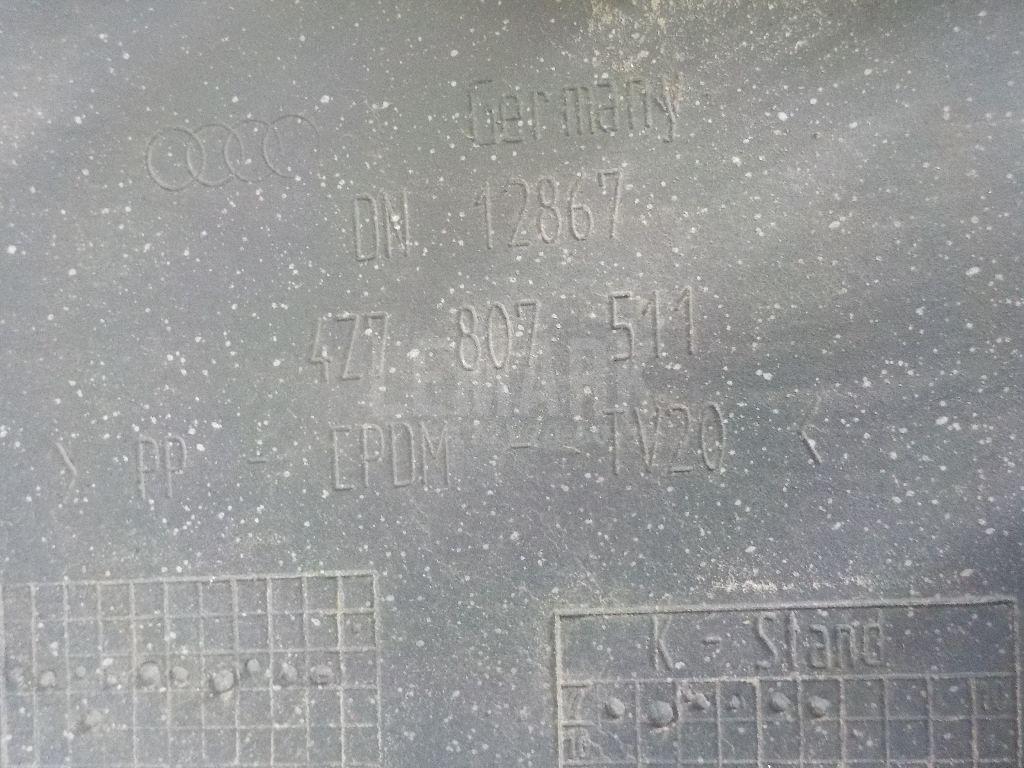 Germany
DN 12867
4Z7 807 511
> PP - EPDM - TV20 <
K - Stand